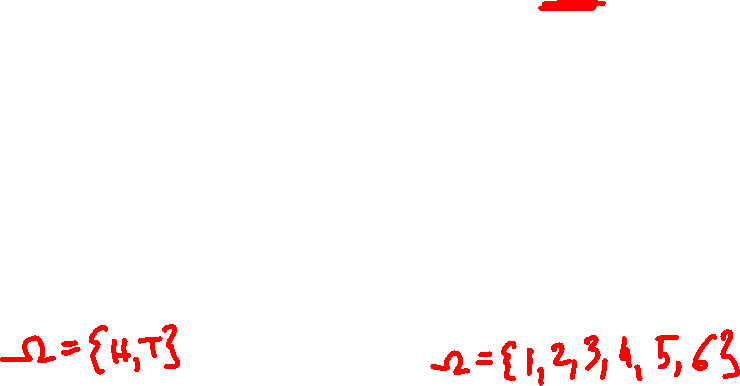 Ω = {H,T}
Ω = {1,2,3,4,5,6}